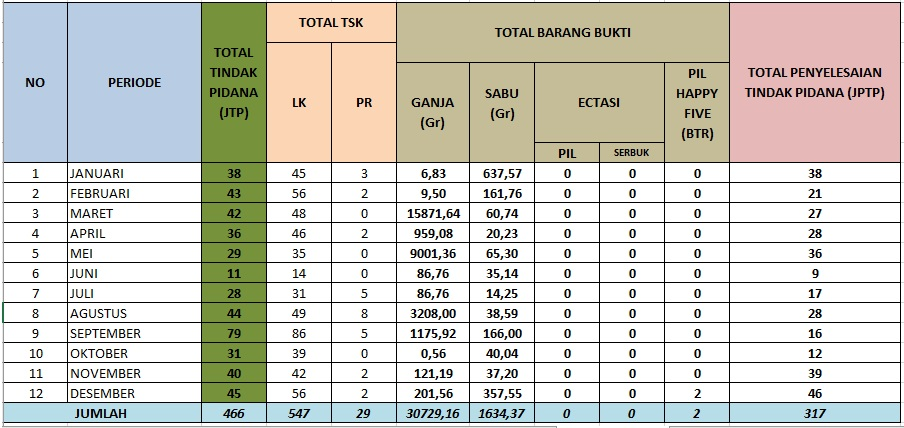 NO PERIODE TOTAL TINDAK PIDANA (JTP) TOTAL TSK TOTAL BARANG BUKTI TOTAL PENYELESAIAN TINDAK PIDANA (JPTP)
LK PR GANJA (Gr) SABU (Gr) ECTASI PIL HAPPY FIVE (BTR)
PIL SERBUK
1 JANUARI 38 45 3 6,83 637,57 0 0 0 38
2 FEBRUARI 43 56 2 9,50 161,76 0 0 0 21
3 MARET 42 48 0 15871,64 60,74 0 0 0 27
4 APRIL 36 46 2 959,08 20,23 0 0 0 28
5 MEI 29 35 0 9001,36 65,30 0 0 0 36
6 JUNI 11 14 0 86,76 35,14 0 0 0 9
7 JULI 28 31 5 86,76 14,25 0 0 0 17
8 AGUSTUS 44 49 8 3208,00 38,59 0 0 0 28
9 SEPTEMBER 79 86 5 1175,92 166,00 0 0 0 16
10 OKTOBER 31 39 0 0,56 40,04 0 0 0 12
11 NOVEMBER 40 42 2 121,19 37,20 0 0 0 39
12 DESEMBER 45 56 2 201,56 357,55 0 0 2 46
JUMLAH 466 547 29 30729,16 1634,37 0 0 2 317